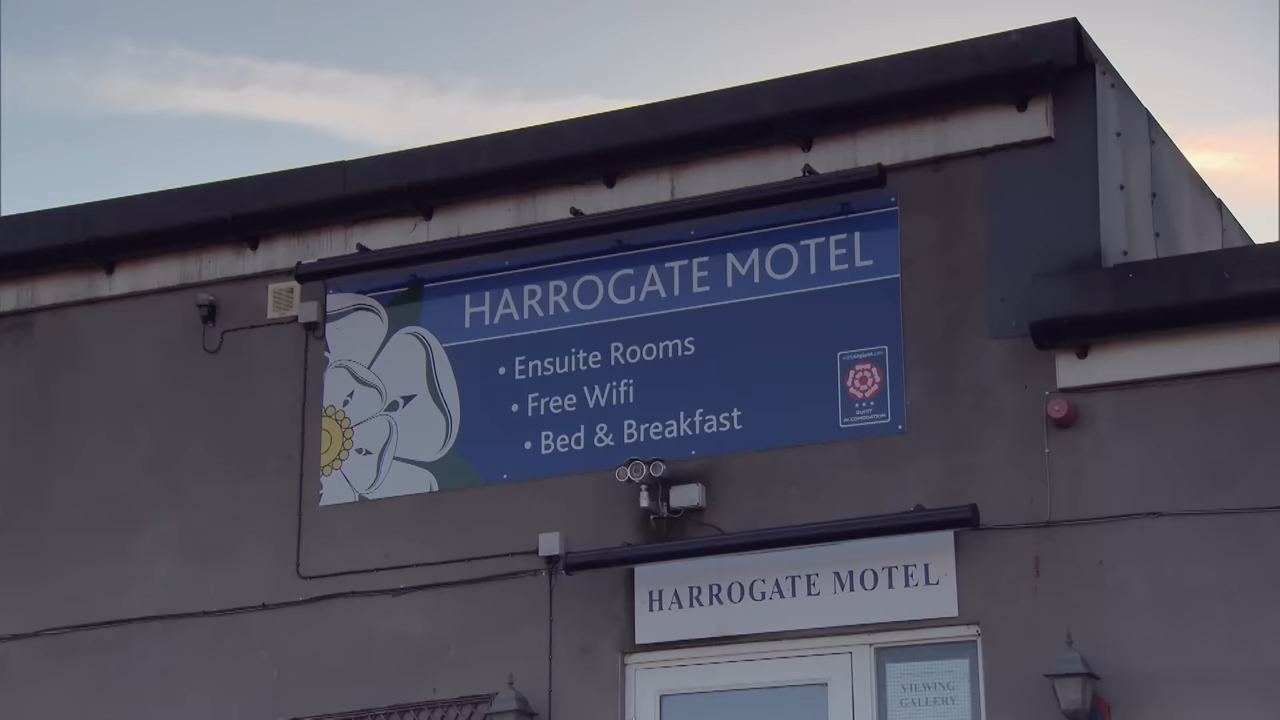 HARROGATE MOTEL
• Ensuite Rooms
• Free Wifi
• Bed & Breakfast
HARROGATE MOTEL
VIEWING
GALLERY